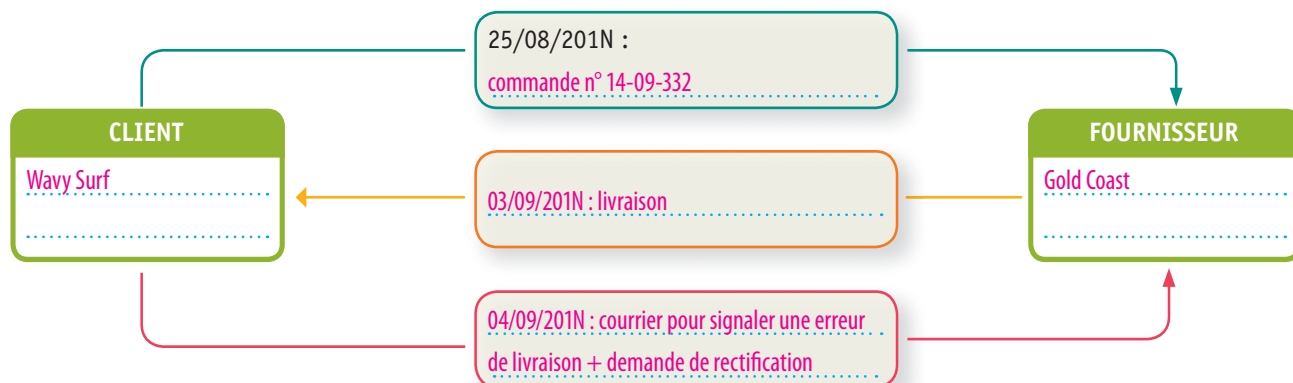 25/08/201N :
commande n° 14-09-332
CLIENT
Wavy Surf
FOURNISSEUR
Gold Coast
03/09/201N : livraison
04/09/201N : courrier pour signaler une erreur
de livraison + demande de rectification